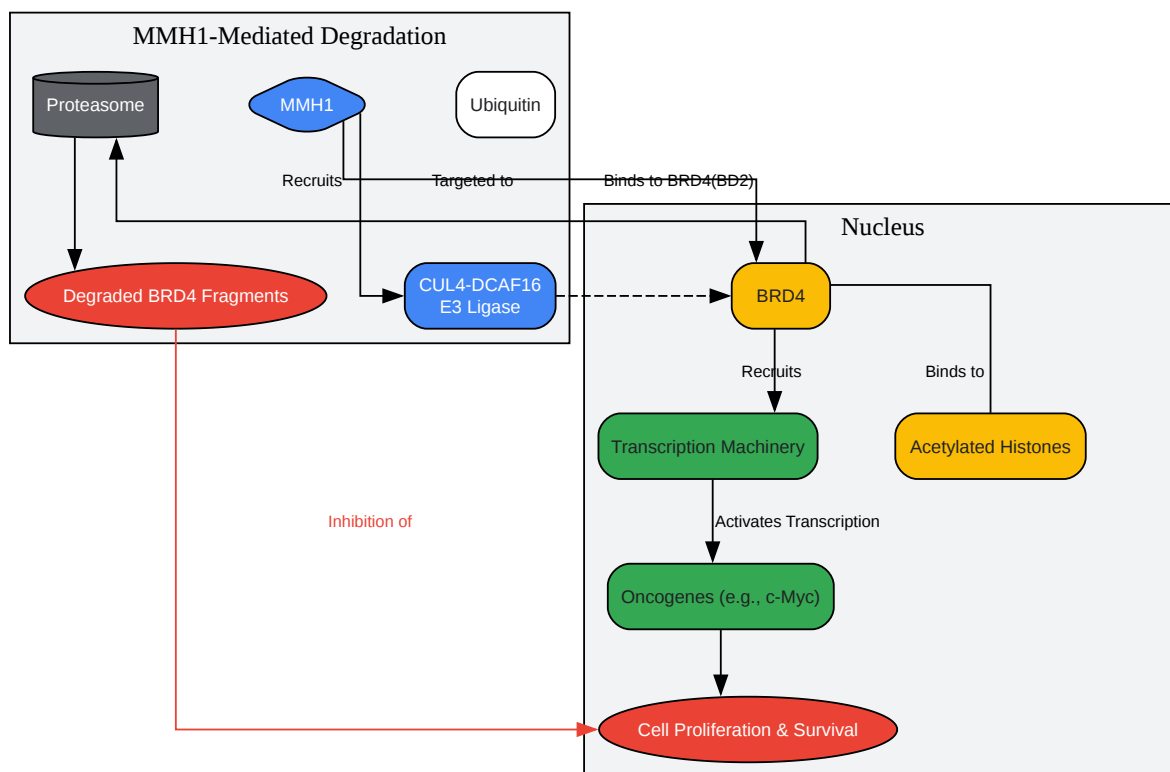 MMH1-Mediated Degradation
Proteasome
MMH1
Ubiquitin
Recruits
Targeted to
Binds to BRD4(BD2)
Nucleus
Degraded BRD4 Fragments
CUL4-DCAF16
E3 Ligase
BRD4
Recruits
Binds to
Transcription Machinery
Acetylated Histones
Inhibition of
Activates Transcription
Oncogenes (e.g., c-Myc)
Cell Proliferation & Survival